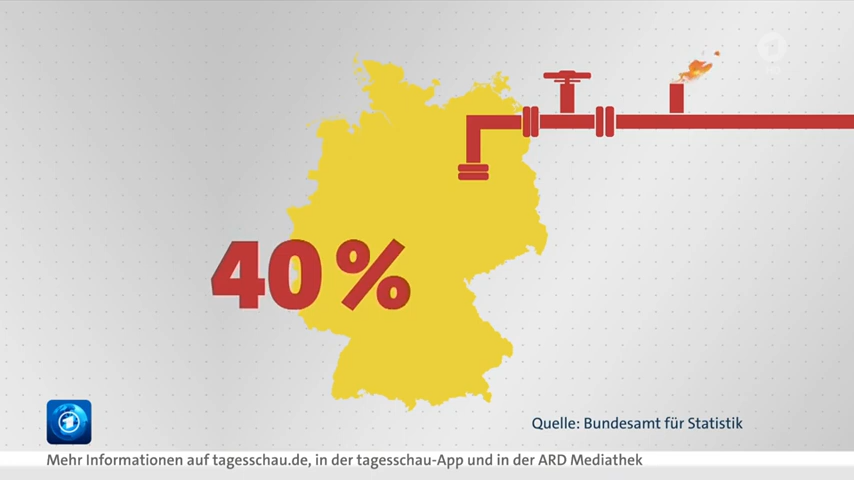 40%
Quelle: Bundesamt für Statistik
Mehr Informationen auf tagesschau.de, in der tagesschau-App und in der ARD Mediathek